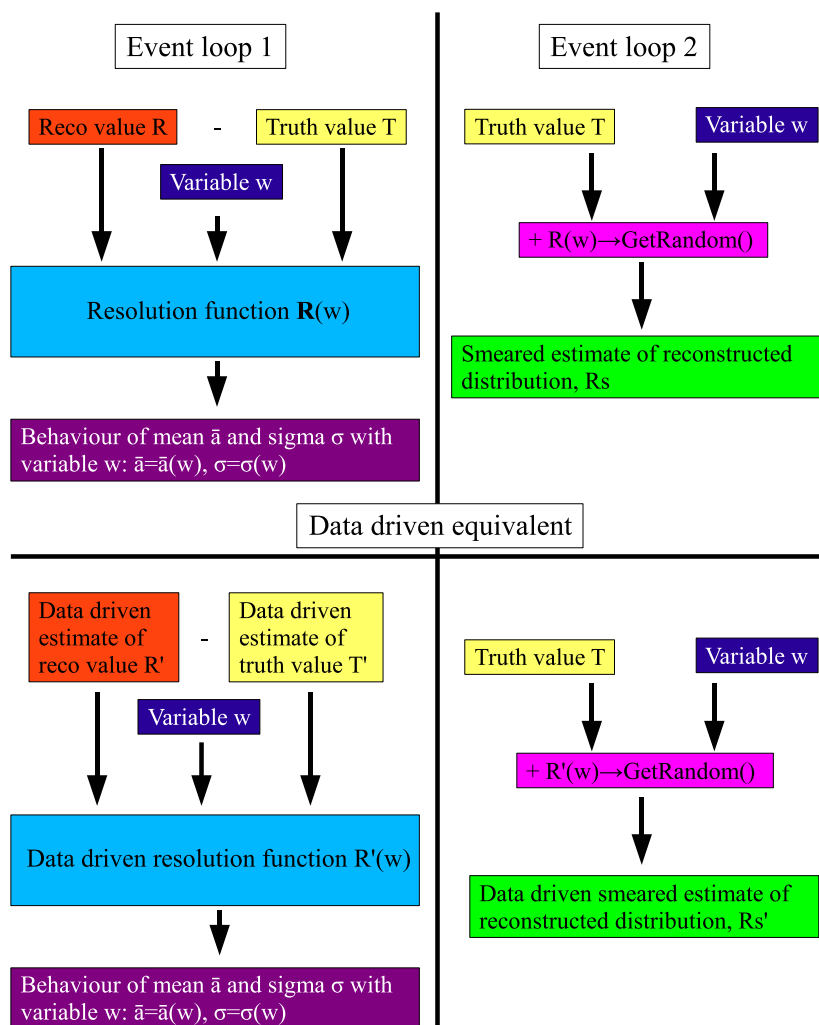 Event loop 1
Event loop 2
Reco value R
-
Truth value T
Variable w
Resolution function R(w)
Behaviour of mean ā and sigma σ with
variable w: ā=ā(w), σ=σ(w)
Truth value T
Variable w
+ R(w)→GetRandom()
Smeared estimate of reconstructed
distribution, Rs
Data driven equivalent
Data driven
estimate of
reco value R'
-
Data driven
estimate of
truth value T'
Variable w
Data driven resolution function R'(w)
Behaviour of mean ā and sigma σ with
variable w: ā=ā(w), σ=σ(w)
Truth value T
Variable w
+ R'(w)→GetRandom()
Data driven smeared estimate of
reconstructed distribution, Rs'